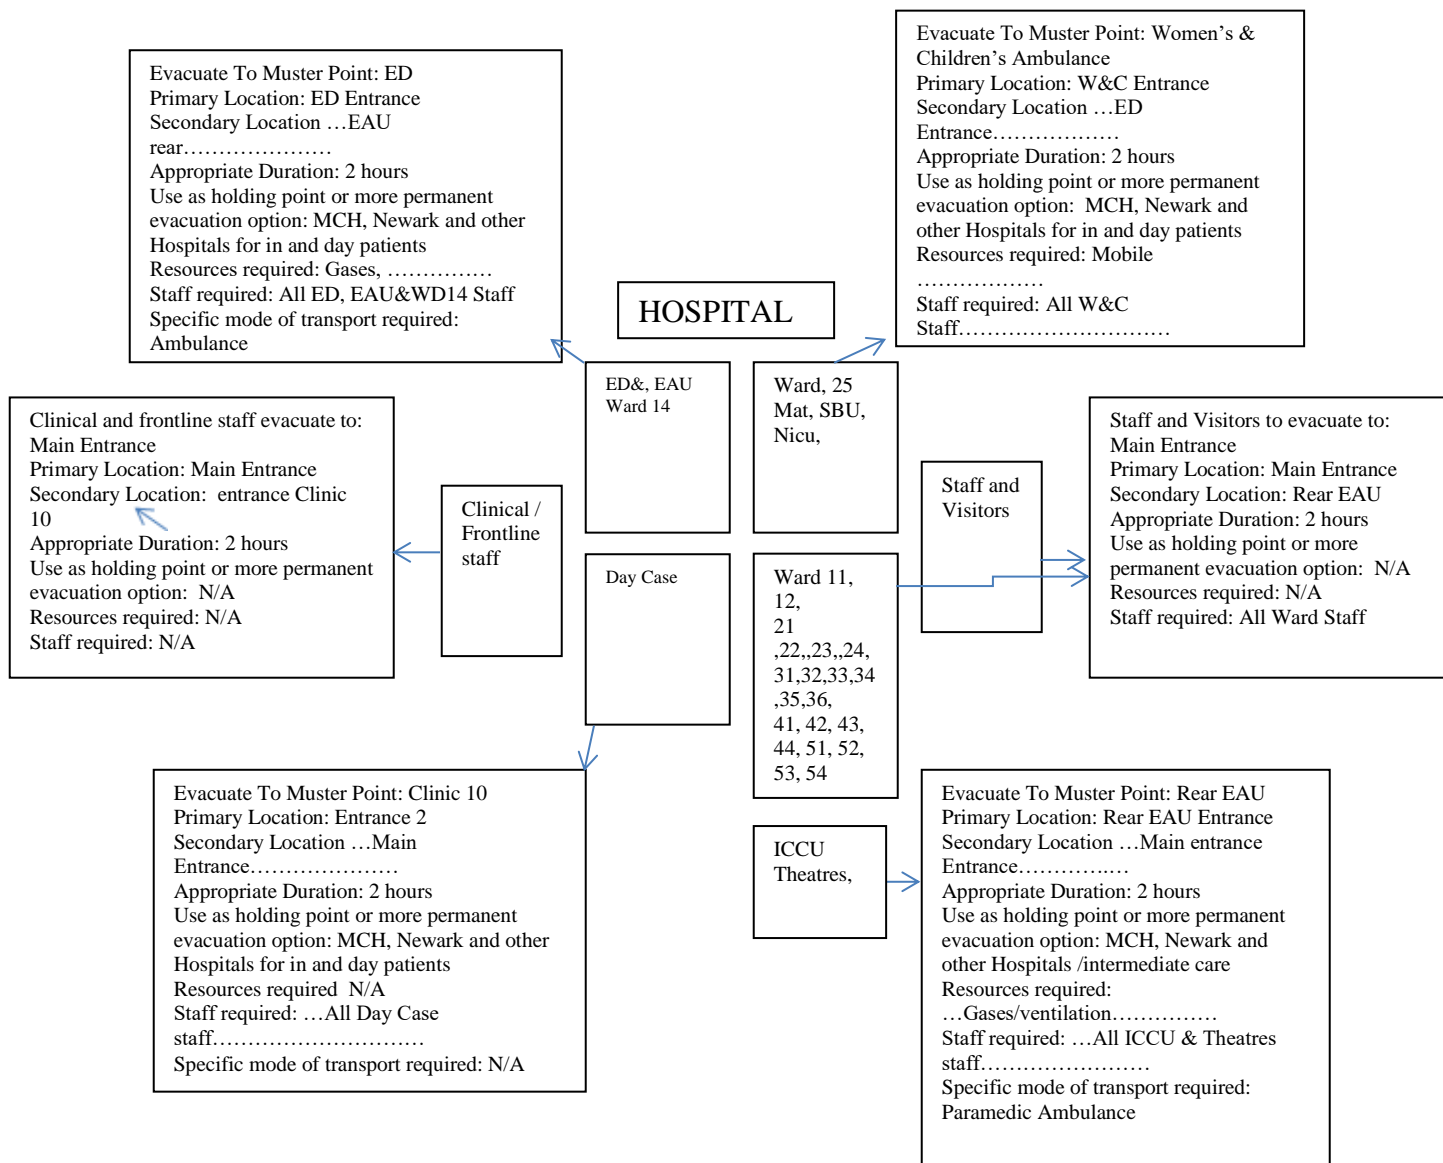 Evacuate To Muster Point: ED
Primary Location: ED Entrance
Secondary Location …EAU
rear…………………
Appropriate Duration: 2 hours
Use as holding point or more permanent
evacuation option: MCH, Newark and other
Hospitals for in and day patients
Resources required: Gases, ……………
Staff required: All ED, EAU&WD14 Staff
Specific mode of transport required:
Ambulance
Evacuate To Muster Point: Women’s &
Children’s Ambulance
Primary Location: W&C Entrance
Secondary Location …ED
Entrance………………
Appropriate Duration: 2 hours
Use as holding point or more permanent
evacuation option:  MCH, Newark and
other Hospitals for in and day patients
Resources required: Mobile
………………
Staff required: All W&C
Staff…………………………
HOSPITAL
ED&, EAU
Ward 14
Ward, 25
Mat, SBU,
Nicu,
Clinical and frontline staff evacuate to:
Main Entrance
Primary Location: Main Entrance
Secondary Location:  entrance Clinic
10
Appropriate Duration: 2 hours
Use as holding point or more permanent
evacuation option:  N/A
Resources required: N/A
Staff required: N/A
Clinical /
Frontline
staff
Staff and
Visitors
Staff and Visitors to evacuate to:
Main Entrance
Primary Location: Main Entrance
Secondary Location: Rear EAU
Appropriate Duration: 2 hours
Use as holding point or more
permanent evacuation option:  N/A
Resources required: N/A
Staff required: All Ward Staff
Day Case
Ward 11,
12,
21
,22,,23,,24,
31,32,33,34
,35,36,
41, 42, 43,
44, 51, 52,
53, 54
Evacuate To Muster Point: Clinic 10
Primary Location: Entrance 2
Secondary Location …Main
Entrance…………………
Appropriate Duration: 2 hours
Use as holding point or more permanent
evacuation option: MCH, Newark and other
Hospitals for in and day patients
Resources required  N/A
Staff required: …All Day Case
staff…………………………
Specific mode of transport required: N/A
ICCU
Theatres,
Evacuate To Muster Point: Rear EAU
Primary Location: Rear EAU Entrance
Secondary Location …Main entrance
Entrance……………
Appropriate Duration: 2 hours
Use as holding point or more permanent
evacuation option: MCH, Newark and
other Hospitals /intermediate care
Resources required:
…Gases/ventilation……………
Staff required: …All ICCU & Theatres
staff……………………
Specific mode of transport required:
Paramedic Ambulance